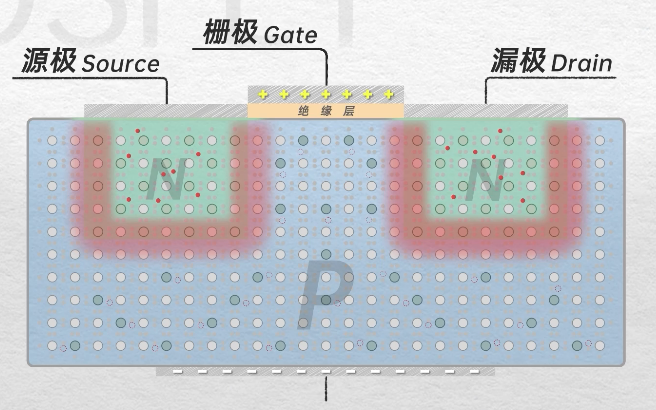 栅极 Gate
源极 Source
漏极 Drain
+ + + + + + +
绝缘层
N
N
P